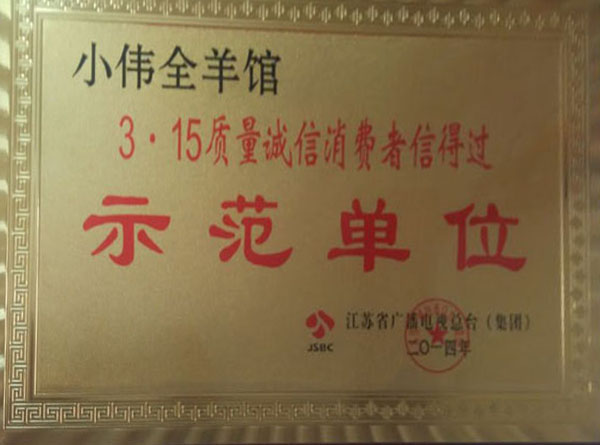 小伟全羊馆
3·15质量诚信消费者信得过
示范单位
JSBC
江苏省广播电视总台（集团）
二〇一四年